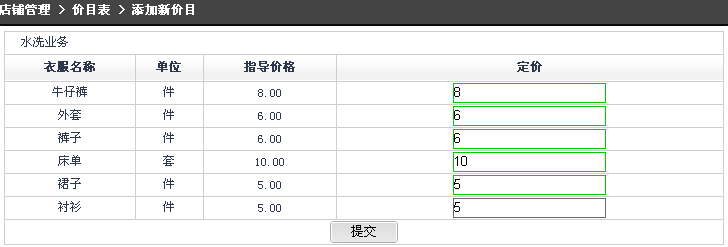 店铺管理 > 价目表 > 添加新价目
水洗业务
衣服名称 单位 指导价格 定价
牛仔裤 件 8.00 8
外套 件 6.00 6
裤子 件 6.00 6
床单 套 10.00 10
裙子 件 5.00 5
衬衫 件 5.00 5
提交